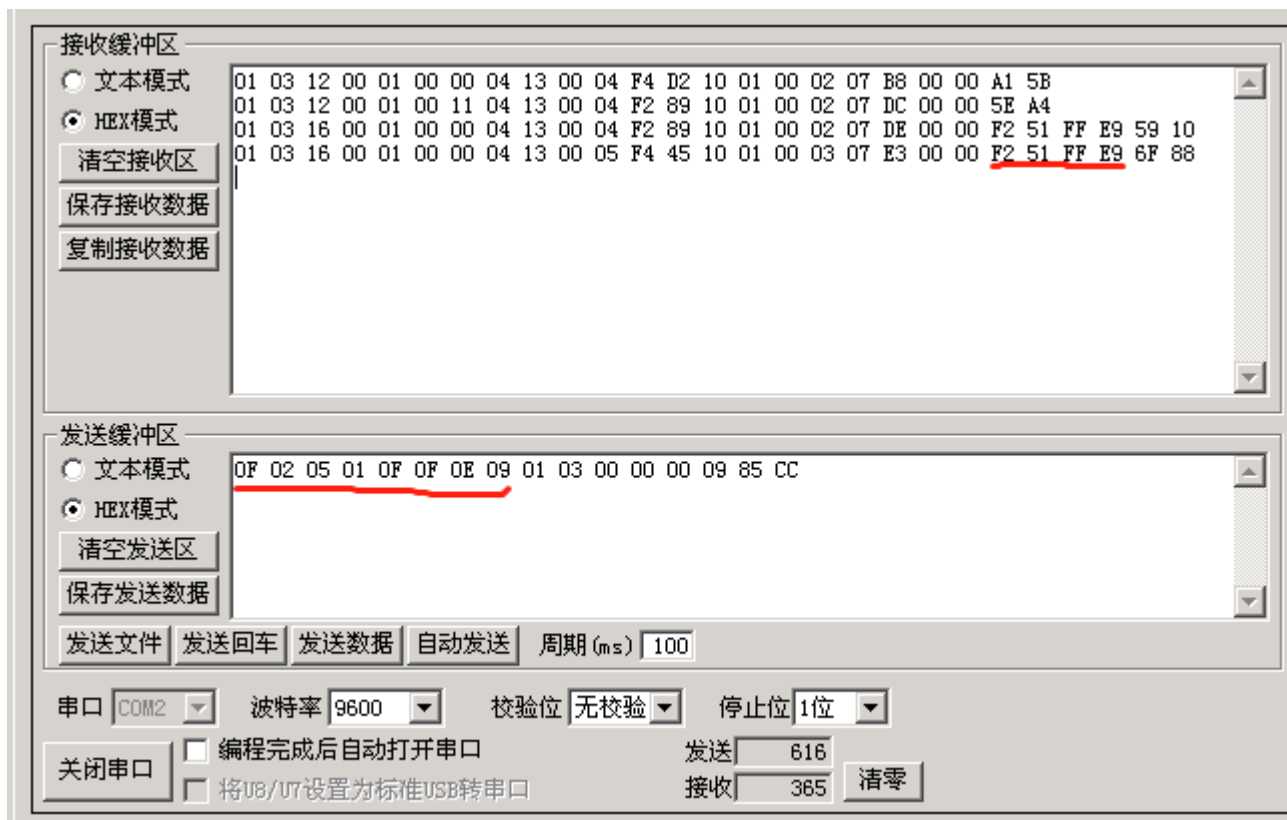 接收缓冲区
文本模式
HEX模式
清空接收区
保存接收数据
复制接收数据
01 03 12 00 01 00 00 04 13 00 04 F4 D2 10 01 00 02 07 B8 00 00 A1 5B
01 03 12 00 01 00 11 04 13 00 04 F2 89 10 01 00 02 07 DC 00 00 5E A4
01 03 16 00 01 00 00 04 13 00 04 F2 89 10 01 00 02 07 DE 00 00 F2 51 FF E9 59 10
01 03 16 00 01 00 00 04 13 00 05 F4 45 10 01 00 03 07 E3 00 00 F2 51 FF E9 6F 88
发送缓冲区
文本模式
HEX模式
清空发送区
保存发送数据
0F 02 05 01 0F 0F 0E 09 01 03 00 00 00 09 85 CC
发送文件 发送回车 发送数据 自动发送 周期(ms) 100
串口 COM2 波特率 9600 校验位 无校验 停止位 1位
关闭串口
编程完成后自动打开串口
将U8/U7设置为标准USB转串口
发送 616
接收 365
清零